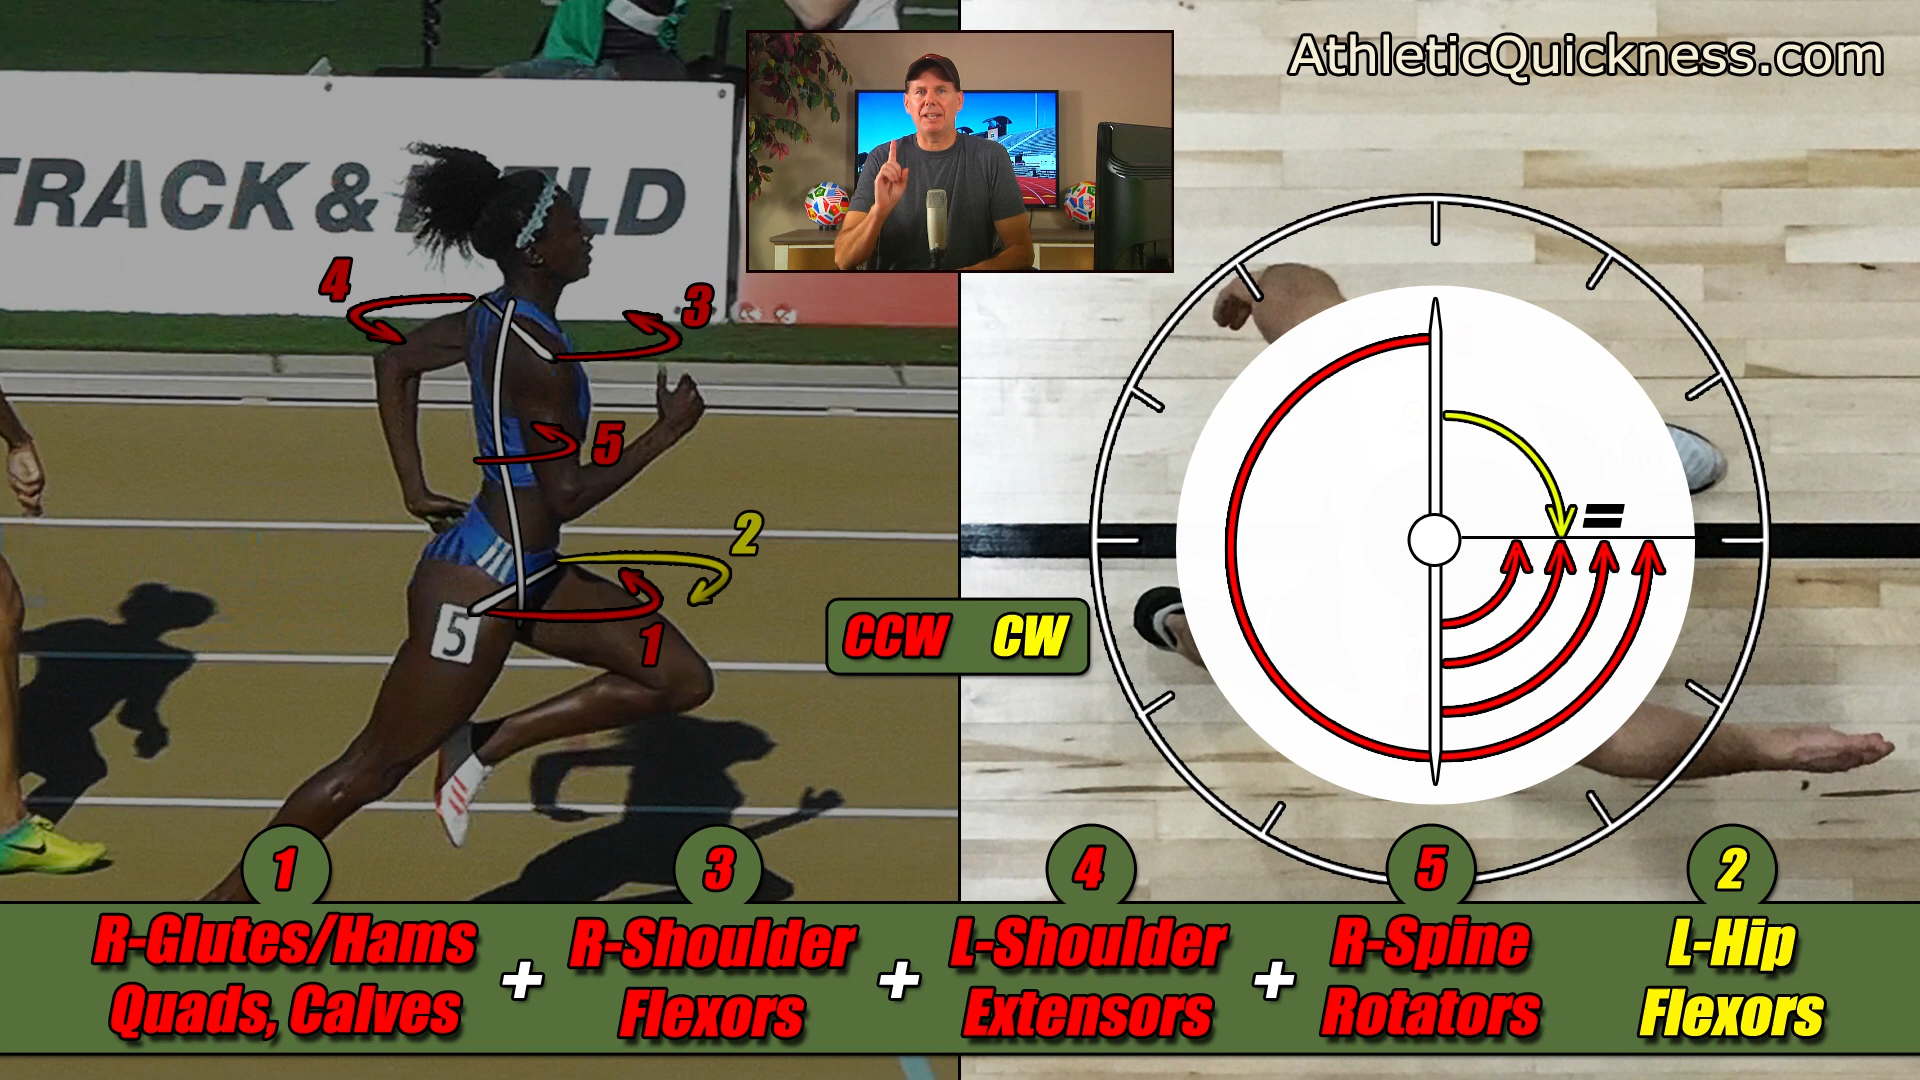 AthleticQuickness.com
TRACK & FIELD
4
3
5
2
1
5
=
CCW CW
1
3
4
5
2
R-Glutes/Hams
Quads, Calves
+
R-Shoulder
Flexors
+
L-Shoulder
Extensors
+
R-Spine
Rotators
L-Hip
Flexors